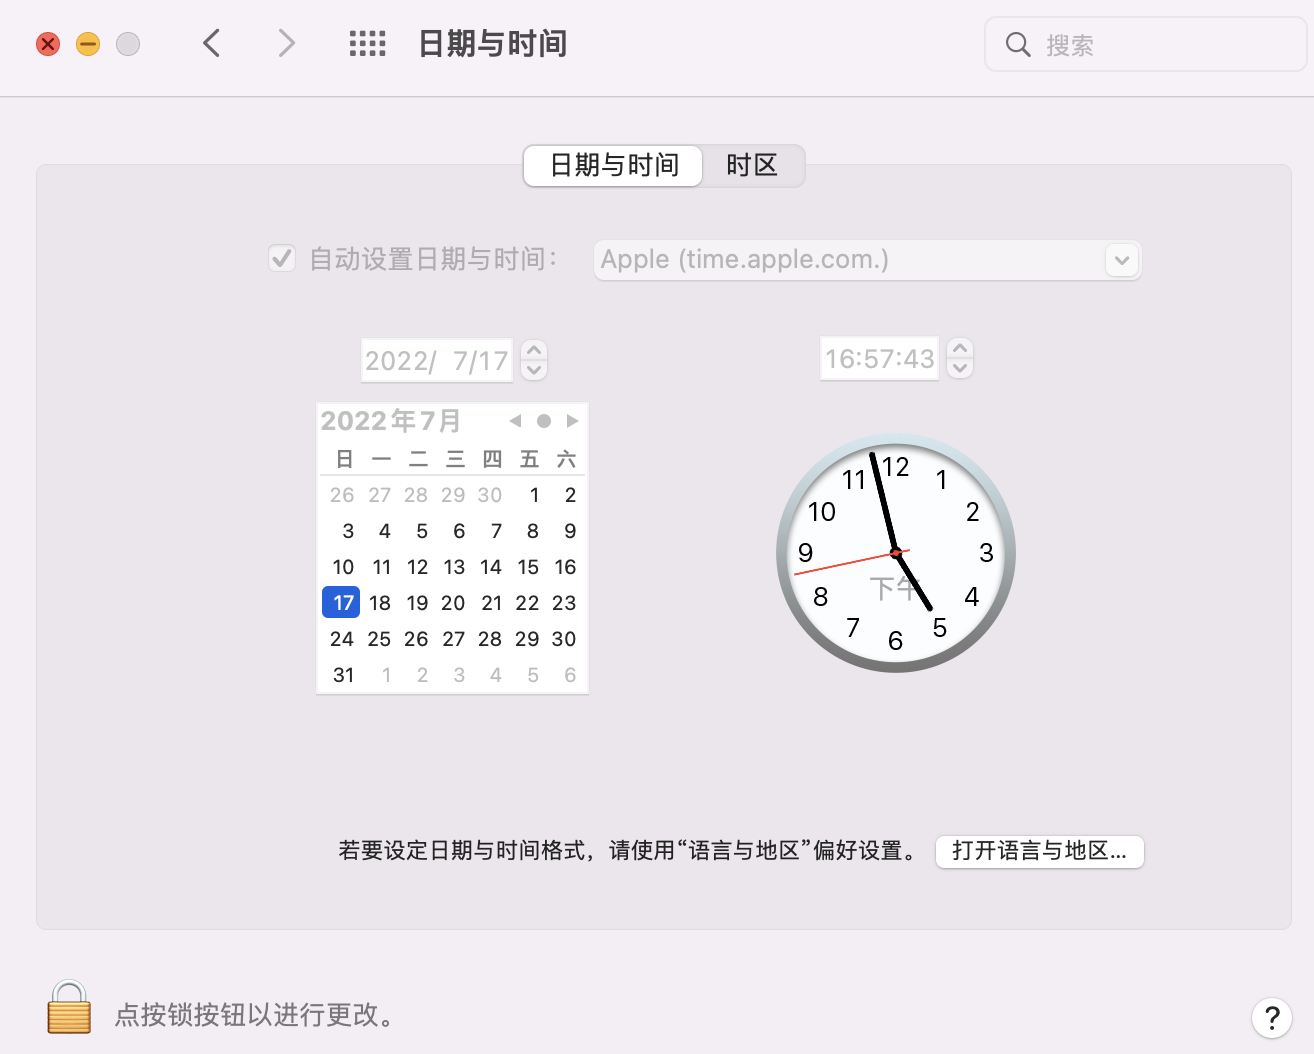 日期与时间
搜索
日期与时间 时区
自动设置日期与时间： Apple (time.apple.com.)
2022/ 7/17
16:57:43
2022年7月
日 一 二 三 四 五 六
26 27 28 29 30 1 2
3 4 5 6 7 8 9
10 11 12 13 14 15 16
17 18 19 20 21 22 23
24 25 26 27 28 29 30
31 1 2 3 4 5 6
12
1
2
3
4
5
6
7
8
9
10
11
下午
若要设定日期与时间格式，请使用“语言与地区”偏好设置。 打开语言与地区...
点按锁按钮以进行更改。
?